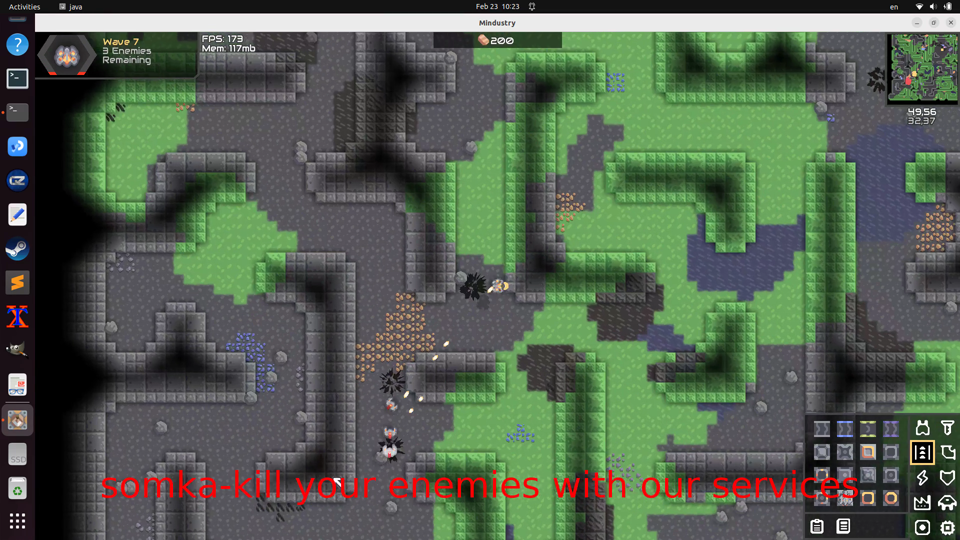 Activities
java
Feb 23 10:23
en
Mindustry
Wave 7
3 Enemies
Remaining
FPS: 173
Mem: 117mb
200
49,56
32,37
somka-kill your enemies with our services
SSD